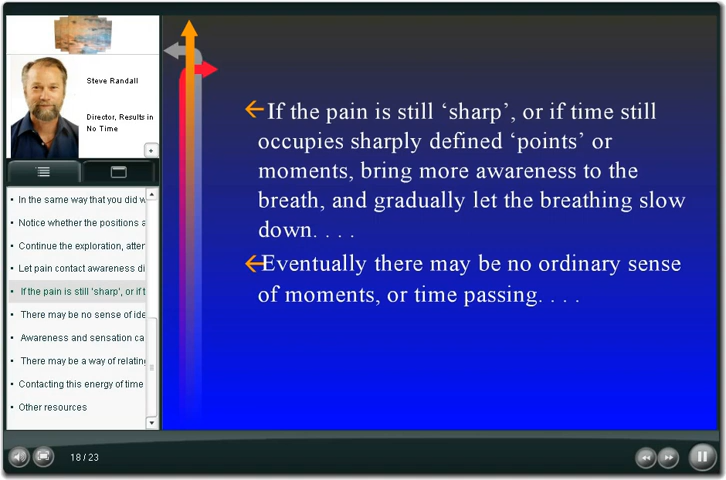 Steve Randall
Director, Results in
No Time
In the same way that you did w
Notice whether the positions a
Continue the exploration, atter
Let pain contact awareness di
If the pain is still 'sharp', or if t
There may be no sense of ide
Awareness and sensation ca
There may be a way of relating
Contacting this energy of time
Other resources
If the pain is still ‘sharp’, or if time still
occupies sharply defined ‘points’ or
moments, bring more awareness to the
breath, and gradually let the breathing slow
down. . . .
Eventually there may be no ordinary sense
of moments, or time passing. . . .
18 / 23